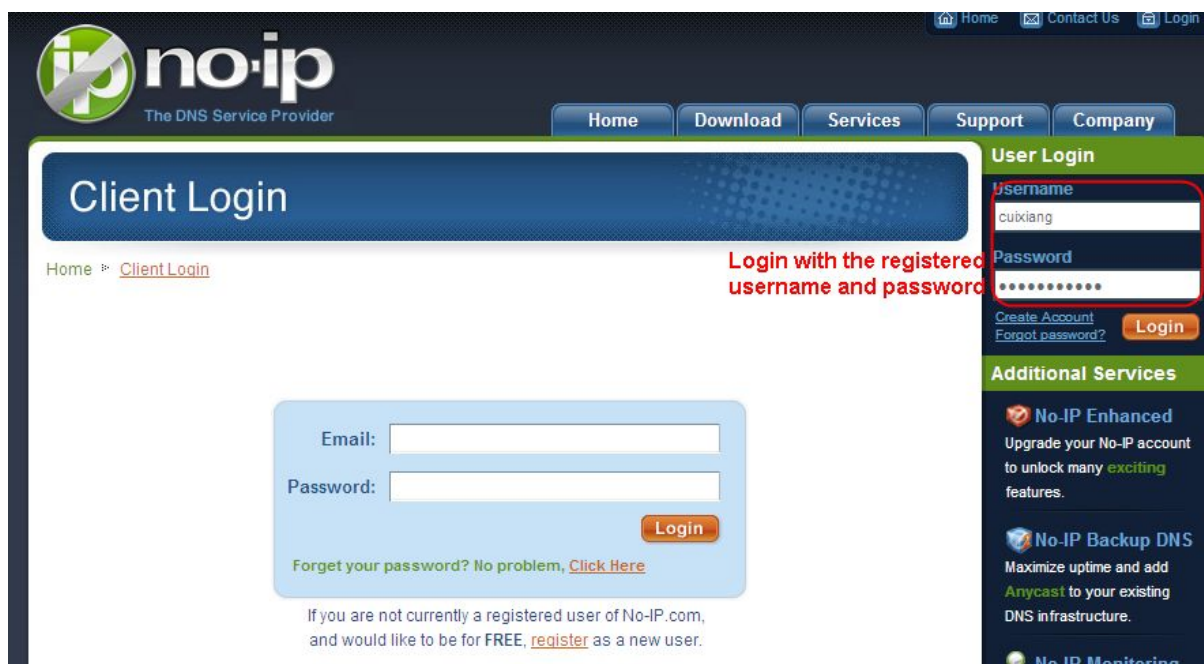 Home Contact Us Login
ip no·ip
The DNS Service Provider
Home Download Services Support Company
Client Login
Home Client Login
Login with the registered
username and password
Email:
Password:
Login
Forget your password? No problem, Click Here
If you are not currently a registered user of No-IP.com,
and would like to be for FREE, register as a new user.
User Login
Username
cuixiang
Password
•••••••••••
Create Account
Forgot password?
Login
Additional Services
No-IP Enhanced
Upgrade your No-IP account
to unlock many exciting
features.
No-IP Backup DNS
Maximize uptime and add
Anycast to your existing
DNS infrastructure.
No-IP Monitoring